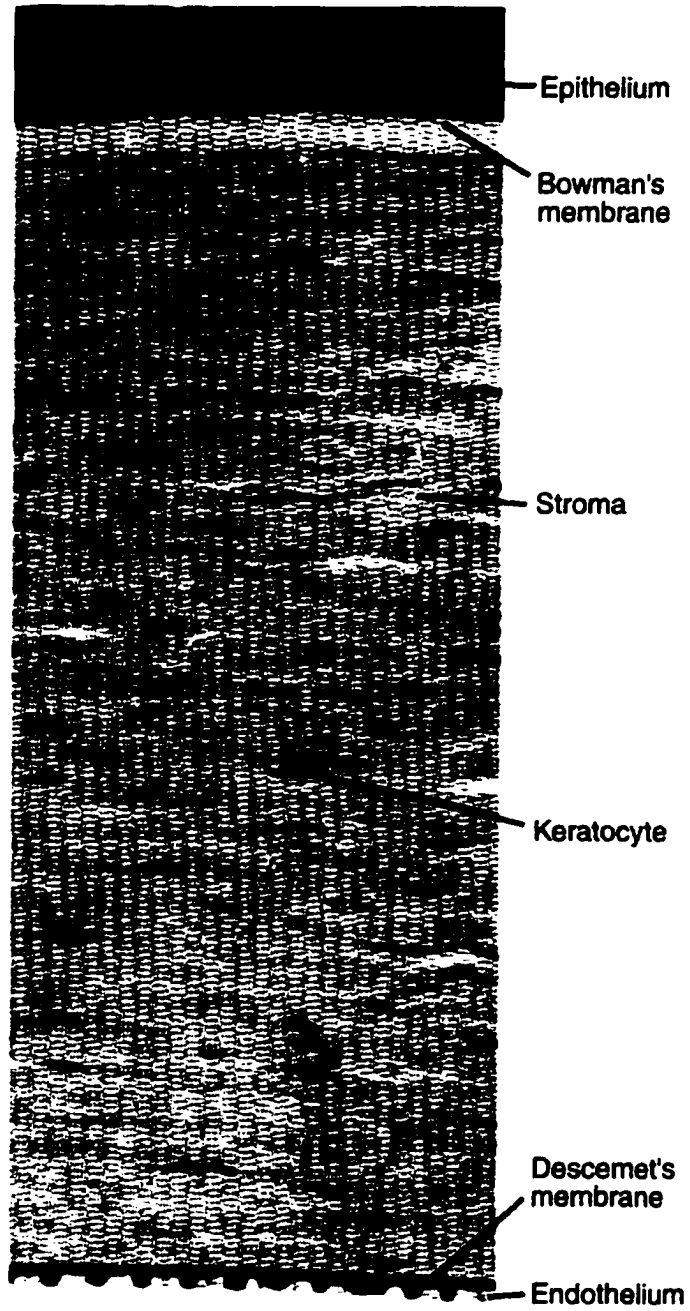 Epithelium
Bowman's
membrane
Stroma
Keratocyte
Descemet's
membrane
Endothelium